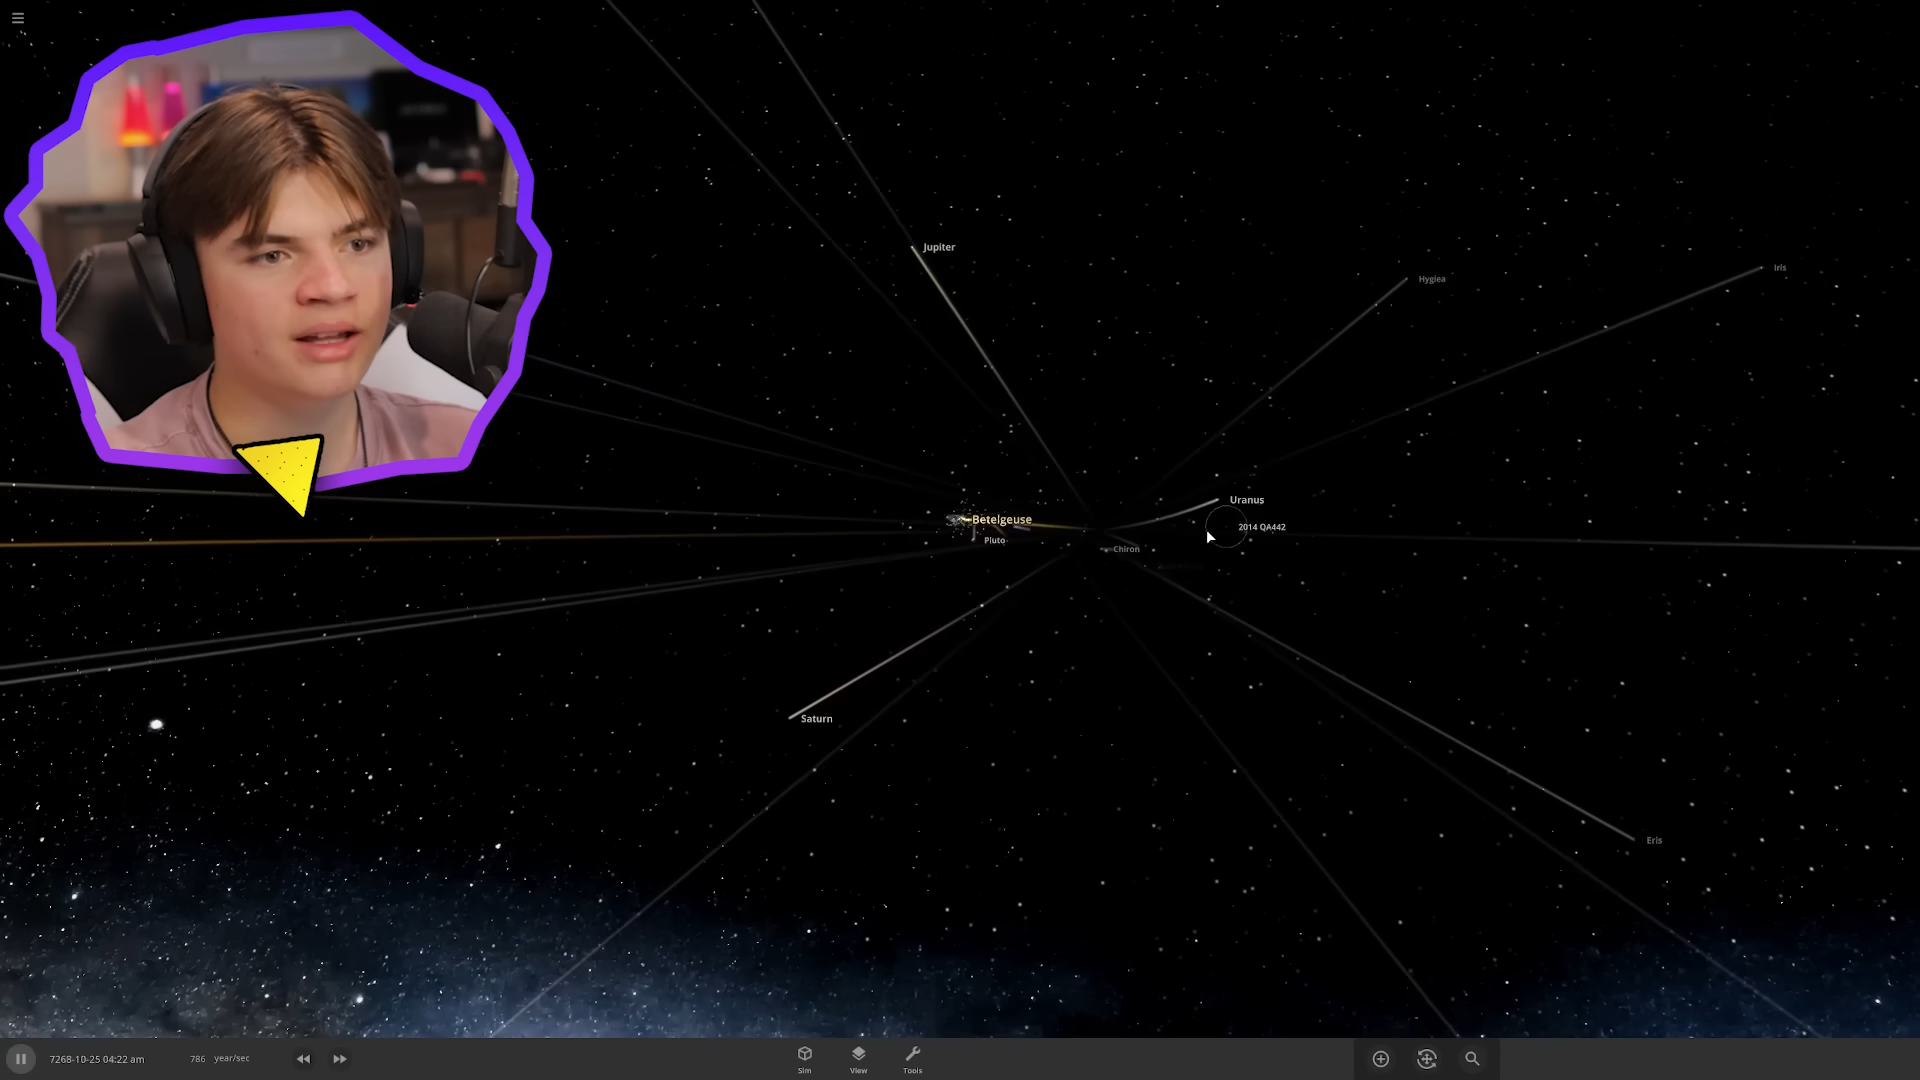 Jupiter
Iris
Hygiea
Uranus
Betelgeuse
2014 QA442
Pluto
Chiron
Saturn
Eris
7268-10-25 04:22 am
786 year/sec
Sim
View
Tools